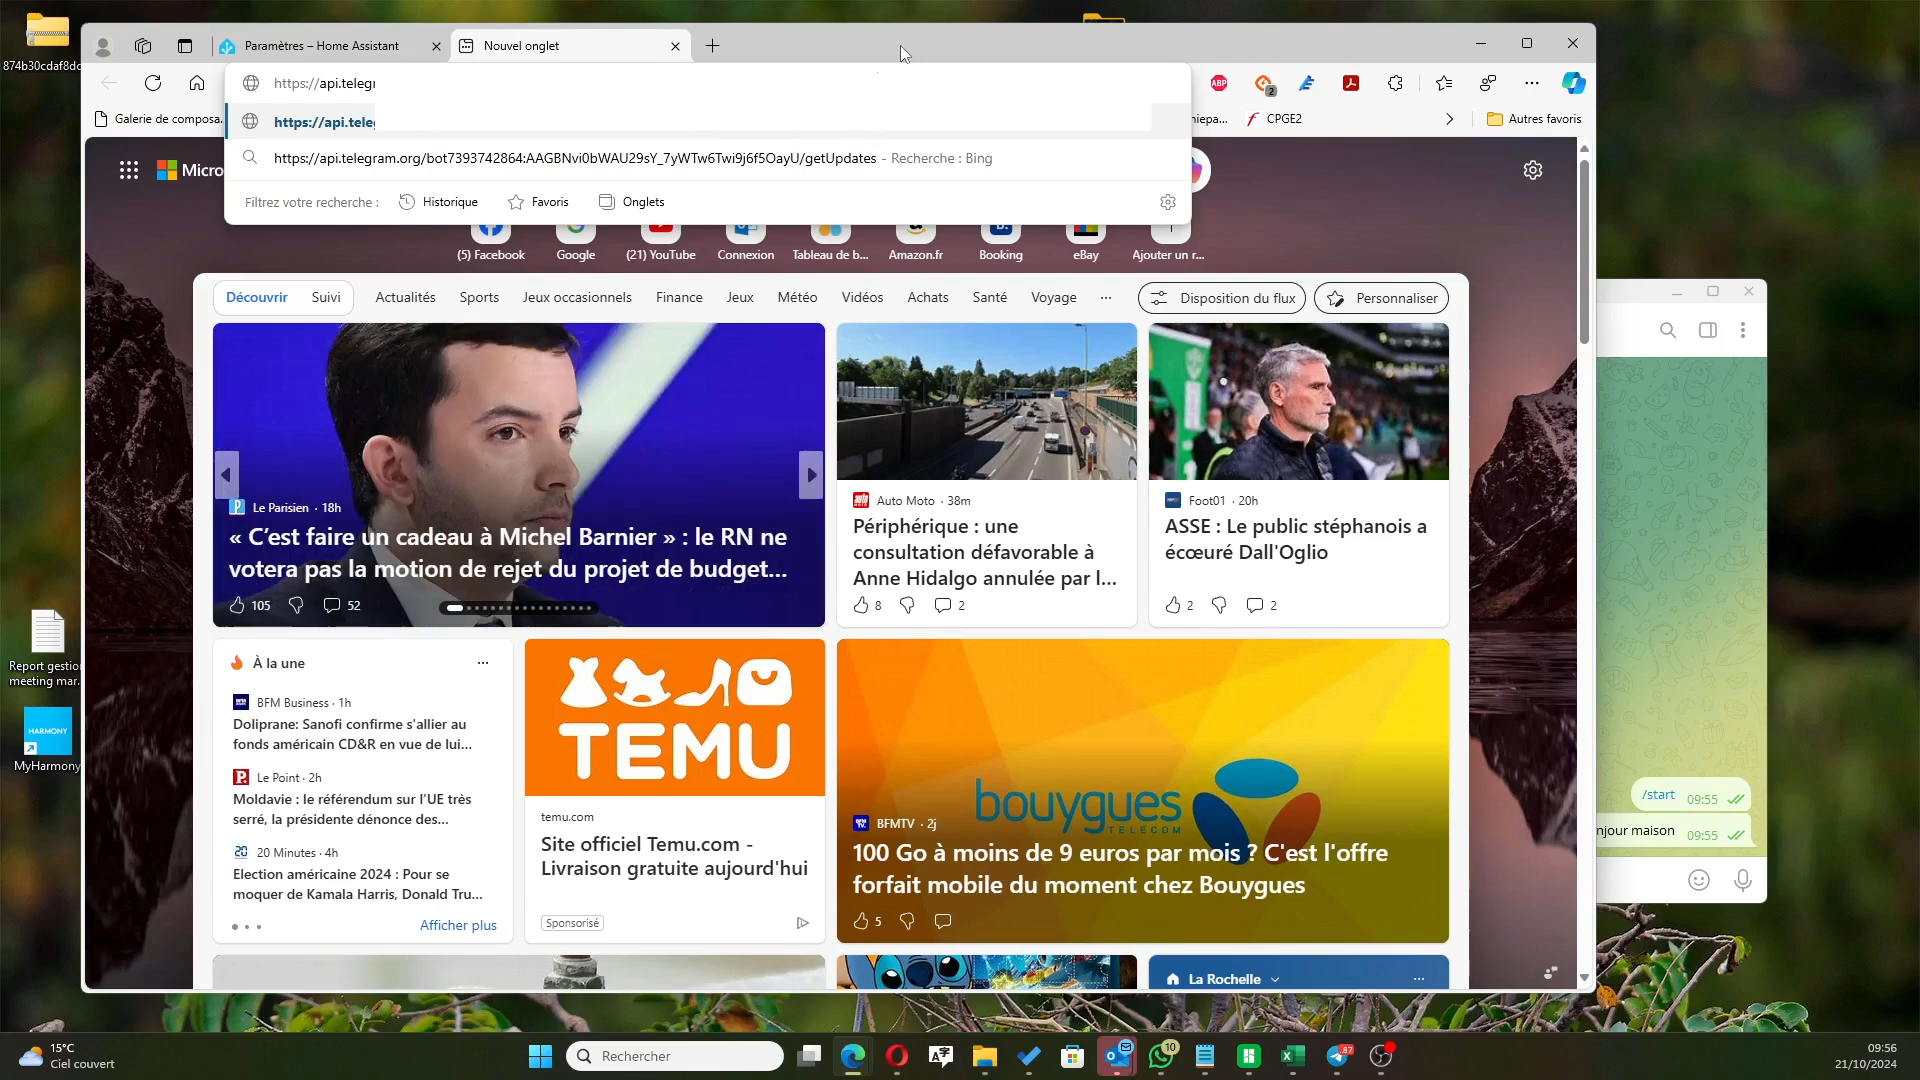 874b30cdaf8dc
Paramètres – Home Assistant
Nouvel onglet
https://api.telegr
https://api.tele
https://api.telegram.org/bot7393742864:AAGBNvi0bWAU29sY_7yWTw6Twi9j6f5OayU/getUpdates - Recherche : Bing
Filtrez votre recherche :
Historique
Favoris
Onglets
ABP
2
Galerie de composa...
niepa...
CPGE2
Autres favoris
Micro
(5) Facebook
Google
(21) YouTube
Connexion
Tableau de b...
Amazon.fr
Booking
eBay
Ajouter un r...
Découvrir
Suivi
Actualités
Sports
Jeux occasionnels
Finance
Jeux
Météo
Vidéos
Achats
Santé
Voyage
Disposition du flux
Personnaliser
Le Parisien · 18h
« C’est faire un cadeau à Michel Barnier » : le RN ne
votera pas la motion de rejet du projet de budget...
105
52
Auto Moto · 38m
Périphérique : une
consultation défavorable à
Anne Hidalgo annulée par l...
8
2
Foot01 · 20h
ASSE : Le public stéphanois a
écœuré Dall'Oglio
2
2
À la une
BFM Business · 1h
Doliprane: Sanofi confirme s'allier au
fonds américain CD&R en vue de lui...
Le Point · 2h
Moldavie : le référendum sur l’UE très
serré, la présidente dénonce des...
20 Minutes · 4h
Election américaine 2024 : Pour se
moquer de Kamala Harris, Donald Tru...
Afficher plus
TEMU
temu.com
Site officiel Temu.com -
Livraison gratuite aujourd'hui
Sponsorisé
bouygues
TELECOM
BFMTV · 2j
100 Go à moins de 9 euros par mois ? C'est l'offre
forfait mobile du moment chez Bouygues
5
La Rochelle
/start 09:55
njour maison 09:55
Report gestio
meeting mar...
HARMONY
MyHarmony
15°C
Ciel couvert
Rechercher
10
87
09:56
21/10/2024